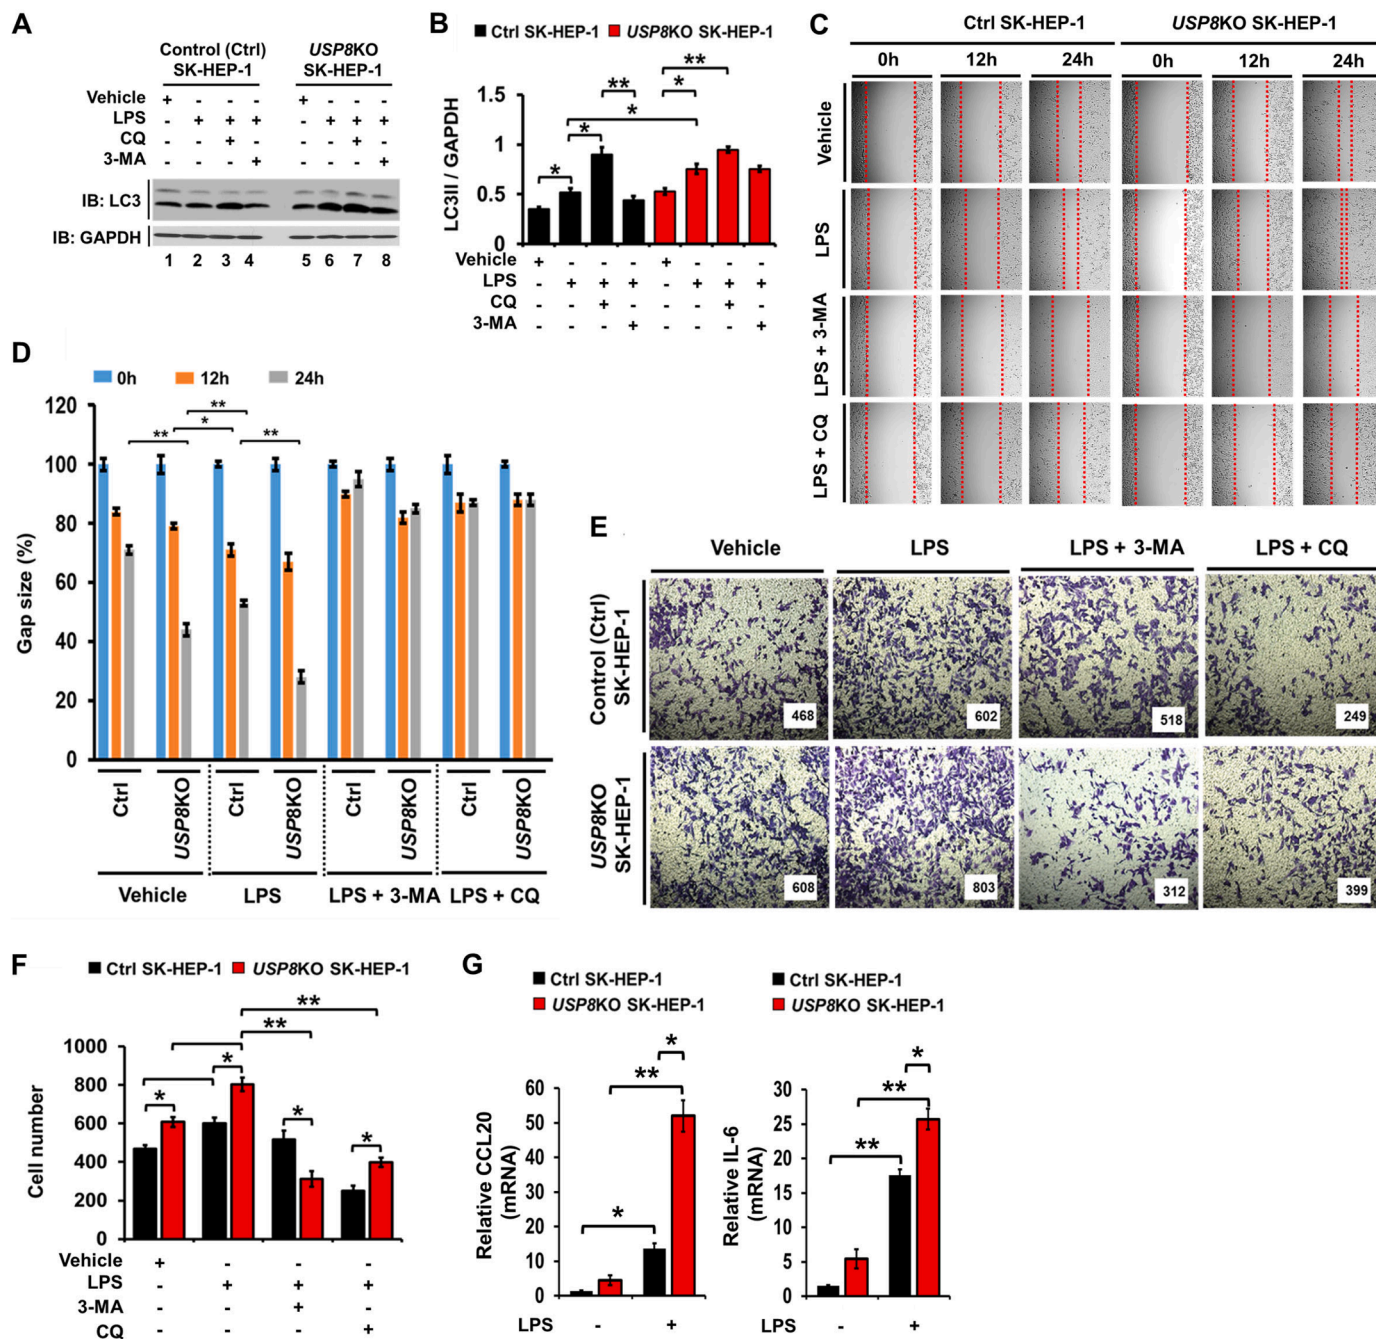 A
Control (Ctrl) SK-HEP-1
USP8KO SK-HEP-1
Vehicle + - - - + - - -
LPS - + + + - + + +
CQ - - + - - - + -
3-MA - - - + - - - +
IB: LC3
IB: GAPDH
1 2 3 4 5 6 7 8
B
Ctrl SK-HEP-1 USP8KO SK-HEP-1
LC3II / GAPDH
1.5
1
0.5
0
* * ** * * **
Vehicle + - - - + - - -
LPS - + + + - + + +
CQ - - + - - - + -
3-MA - - - + - - - +
C
Ctrl SK-HEP-1 USP8KO SK-HEP-1
0h 12h 24h 0h 12h 24h
Vehicle
LPS
LPS + 3-MA
LPS + CQ
D
0h 12h 24h
Gap size (%)
120
100
80
60
40
20
0
** * ** **
Ctrl USP8KO Ctrl USP8KO Ctrl USP8KO Ctrl USP8KO
Vehicle LPS LPS + 3-MA LPS + CQ
E
Vehicle LPS LPS + 3-MA LPS + CQ
Control (Ctrl) SK-HEP-1
468 602 518 249
USP8KO SK-HEP-1
608 803 312 399
F
Ctrl SK-HEP-1 USP8KO SK-HEP-1
Cell number
1000
800
600
400
200
0
* * ** ** * *
Vehicle + - - -
LPS - + + +
3-MA - - + -
CQ - - - +
G
Ctrl SK-HEP-1
USP8KO SK-HEP-1
Relative CCL20 (mRNA)
60
50
40
30
20
10
0
* ** *
LPS - +
Ctrl SK-HEP-1
USP8KO SK-HEP-1
Relative IL-6 (mRNA)
30
25
20
15
10
5
0
** ** *
LPS - +